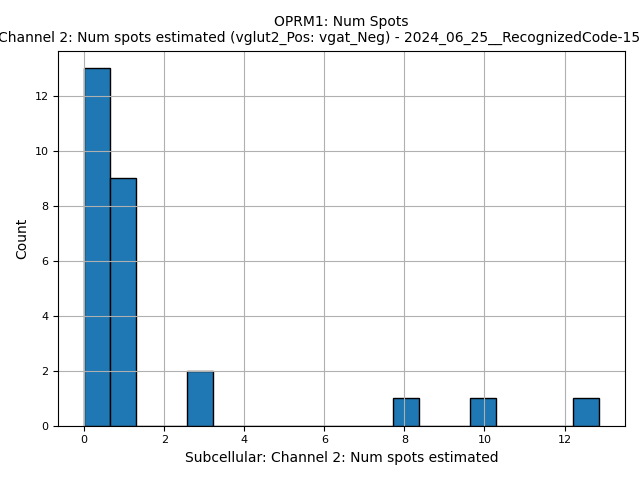 OPRM1: Num Spots
Channel 2: Num spots estimated (vglut2_Pos: vgat_Neg) - 2024_06_25__RecognizedCode-15
12
10
8
6
4
2
0
Count
0 2 4 6 8 10 12
Subcellular: Channel 2: Num spots estimated